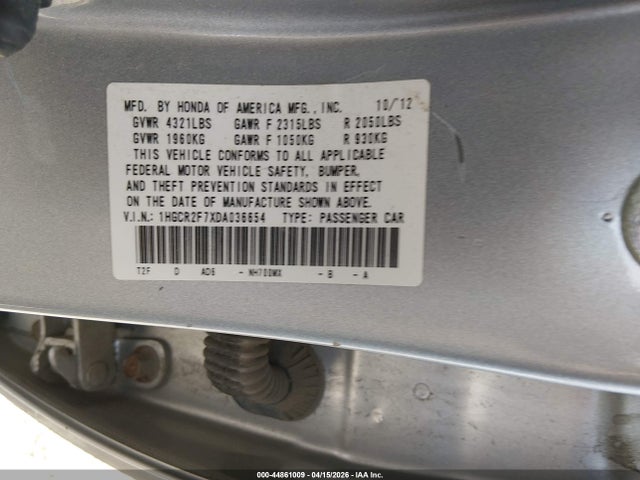 MFD. BY HONDA OF AMERICA MFG., INC. 10/'12
GVWR 4321LBS GAWR F 2315LBS R 2050LBS
GVWR 1960KG GAWR F 1050KG R 930KG
THIS VEHICLE CONFORMS TO ALL APPLICABLE
FEDERAL MOTOR VEHICLE SAFETY, BUMPER,
AND THEFT PREVENTION STANDARDS IN EFFECT
ON THE DATE OF MANUFACTURE SHOWN ABOVE.
V.I.N.: 1HGCR2F7XDA036654 TYPE: PASSENGER CAR
T2F D AD6 - NH700MX - B - A
000-44861009 04/15/2026 IAA Inc.